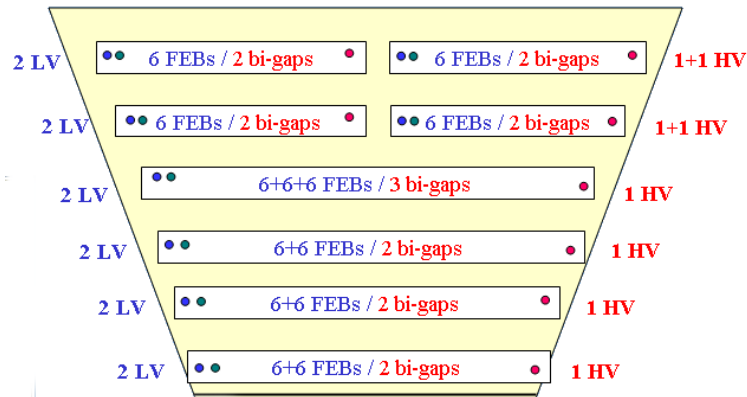 2 LV 6 FEBs / 2 bi-gaps 6 FEBs / 2 bi-gaps 1+1 HV
2 LV 6 FEBs / 2 bi-gaps 6 FEBs / 2 bi-gaps 1+1 HV
2 LV 6+6+6 FEBs / 3 bi-gaps 1 HV
2 LV 6+6 FEBs / 2 bi-gaps 1 HV
2 LV 6+6 FEBs / 2 bi-gaps 1 HV
2 LV 6+6 FEBs / 2 bi-gaps 1 HV